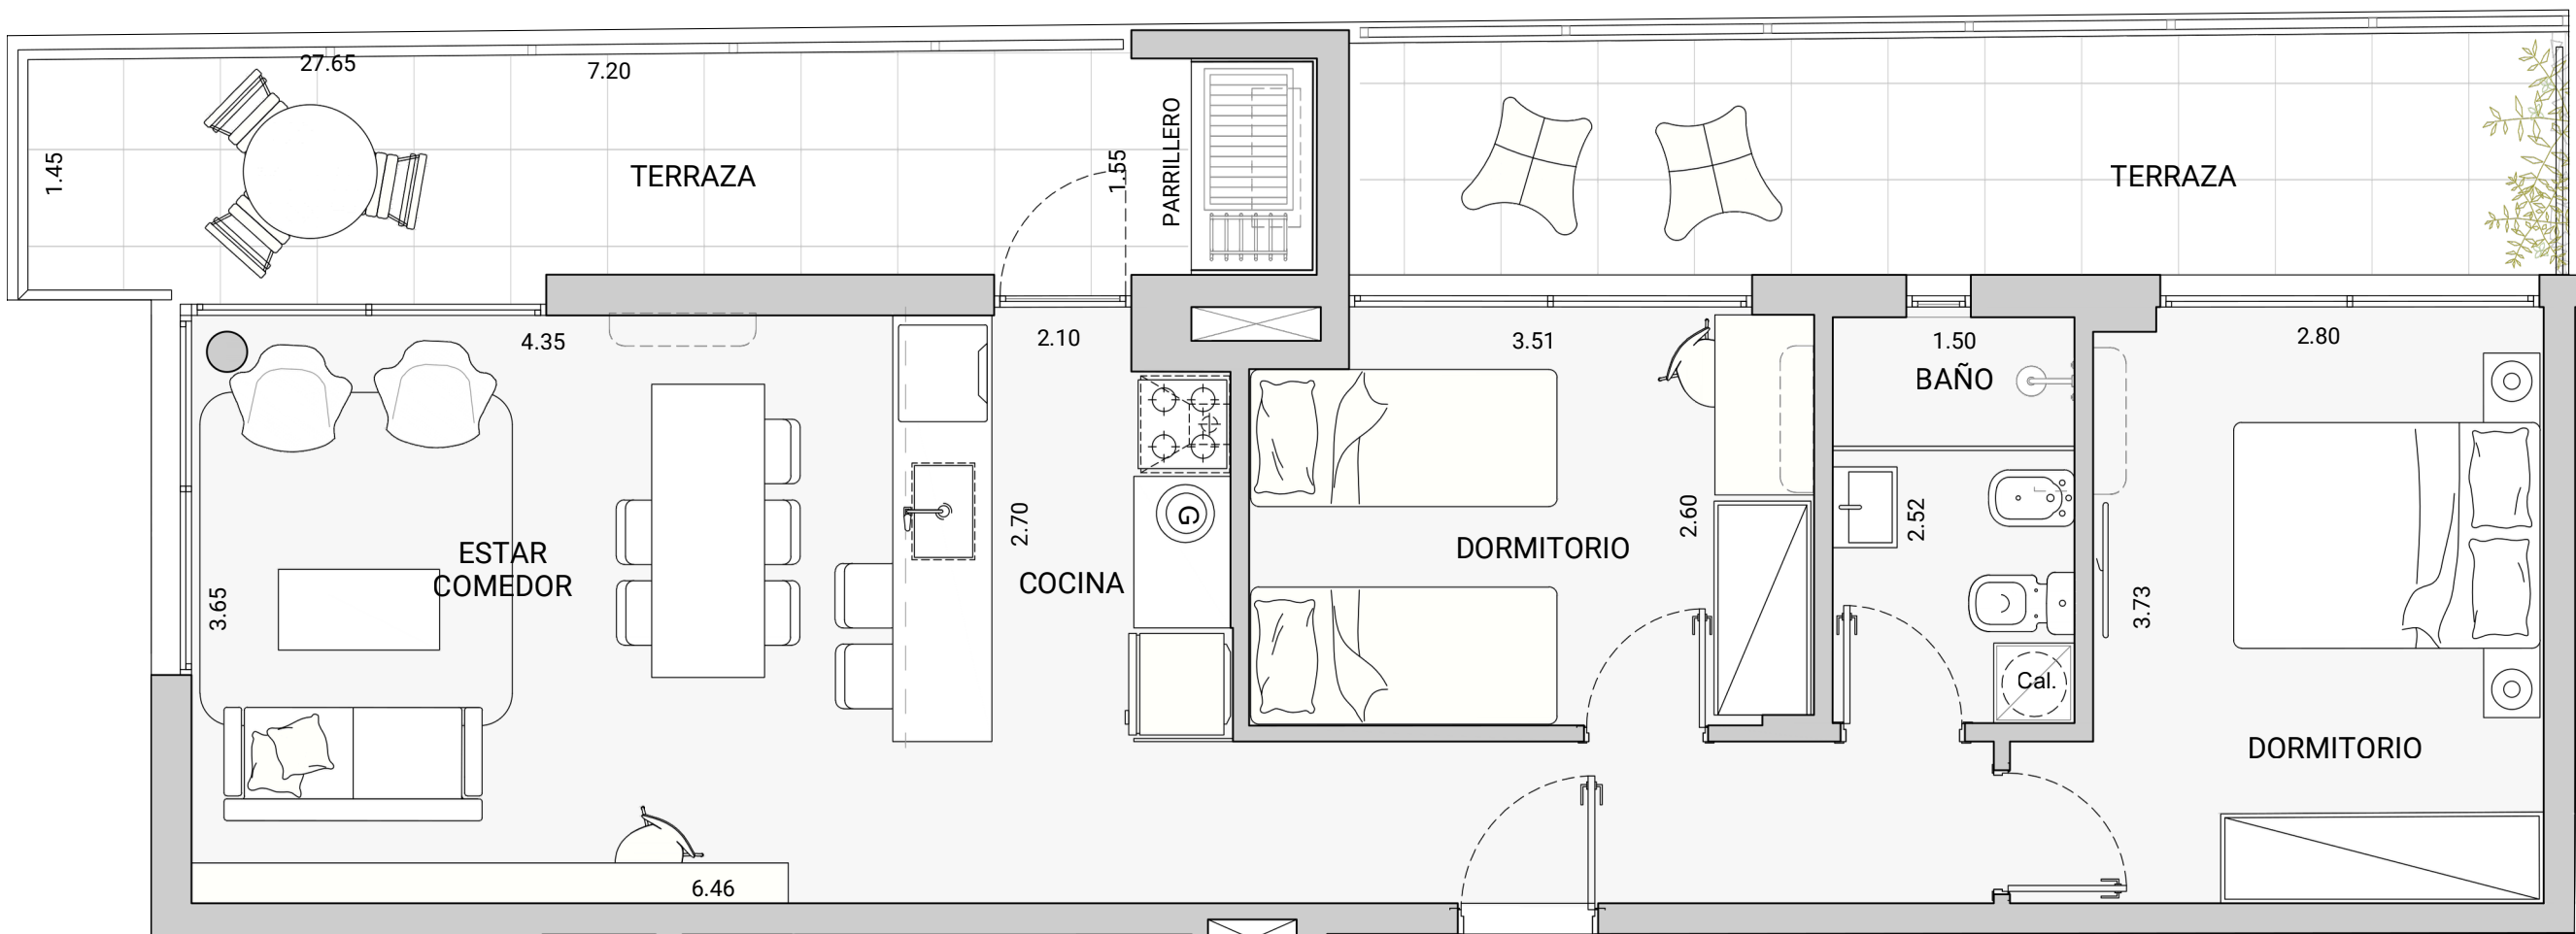 27.65
7.20
1.45
TERRAZA
1.55
PARRILLERO
TERRAZA
4.35
2.10
3.51
1.50
BAÑO
2.80
2.70
G
2.60
2.52
ESTAR
COMEDOR
COCINA
DORMITORIO
3.65
3.73
Cal.
DORMITORIO
6.46